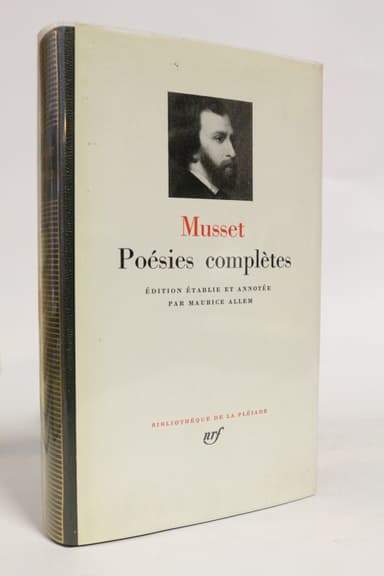 Musset
Poésies complètes
ÉDITION ÉTABLIE ET ANNOTÉE
PAR MAURICE ALLEM
BIBLIOTHÈQUE DE LA PLÉIADE
nrf